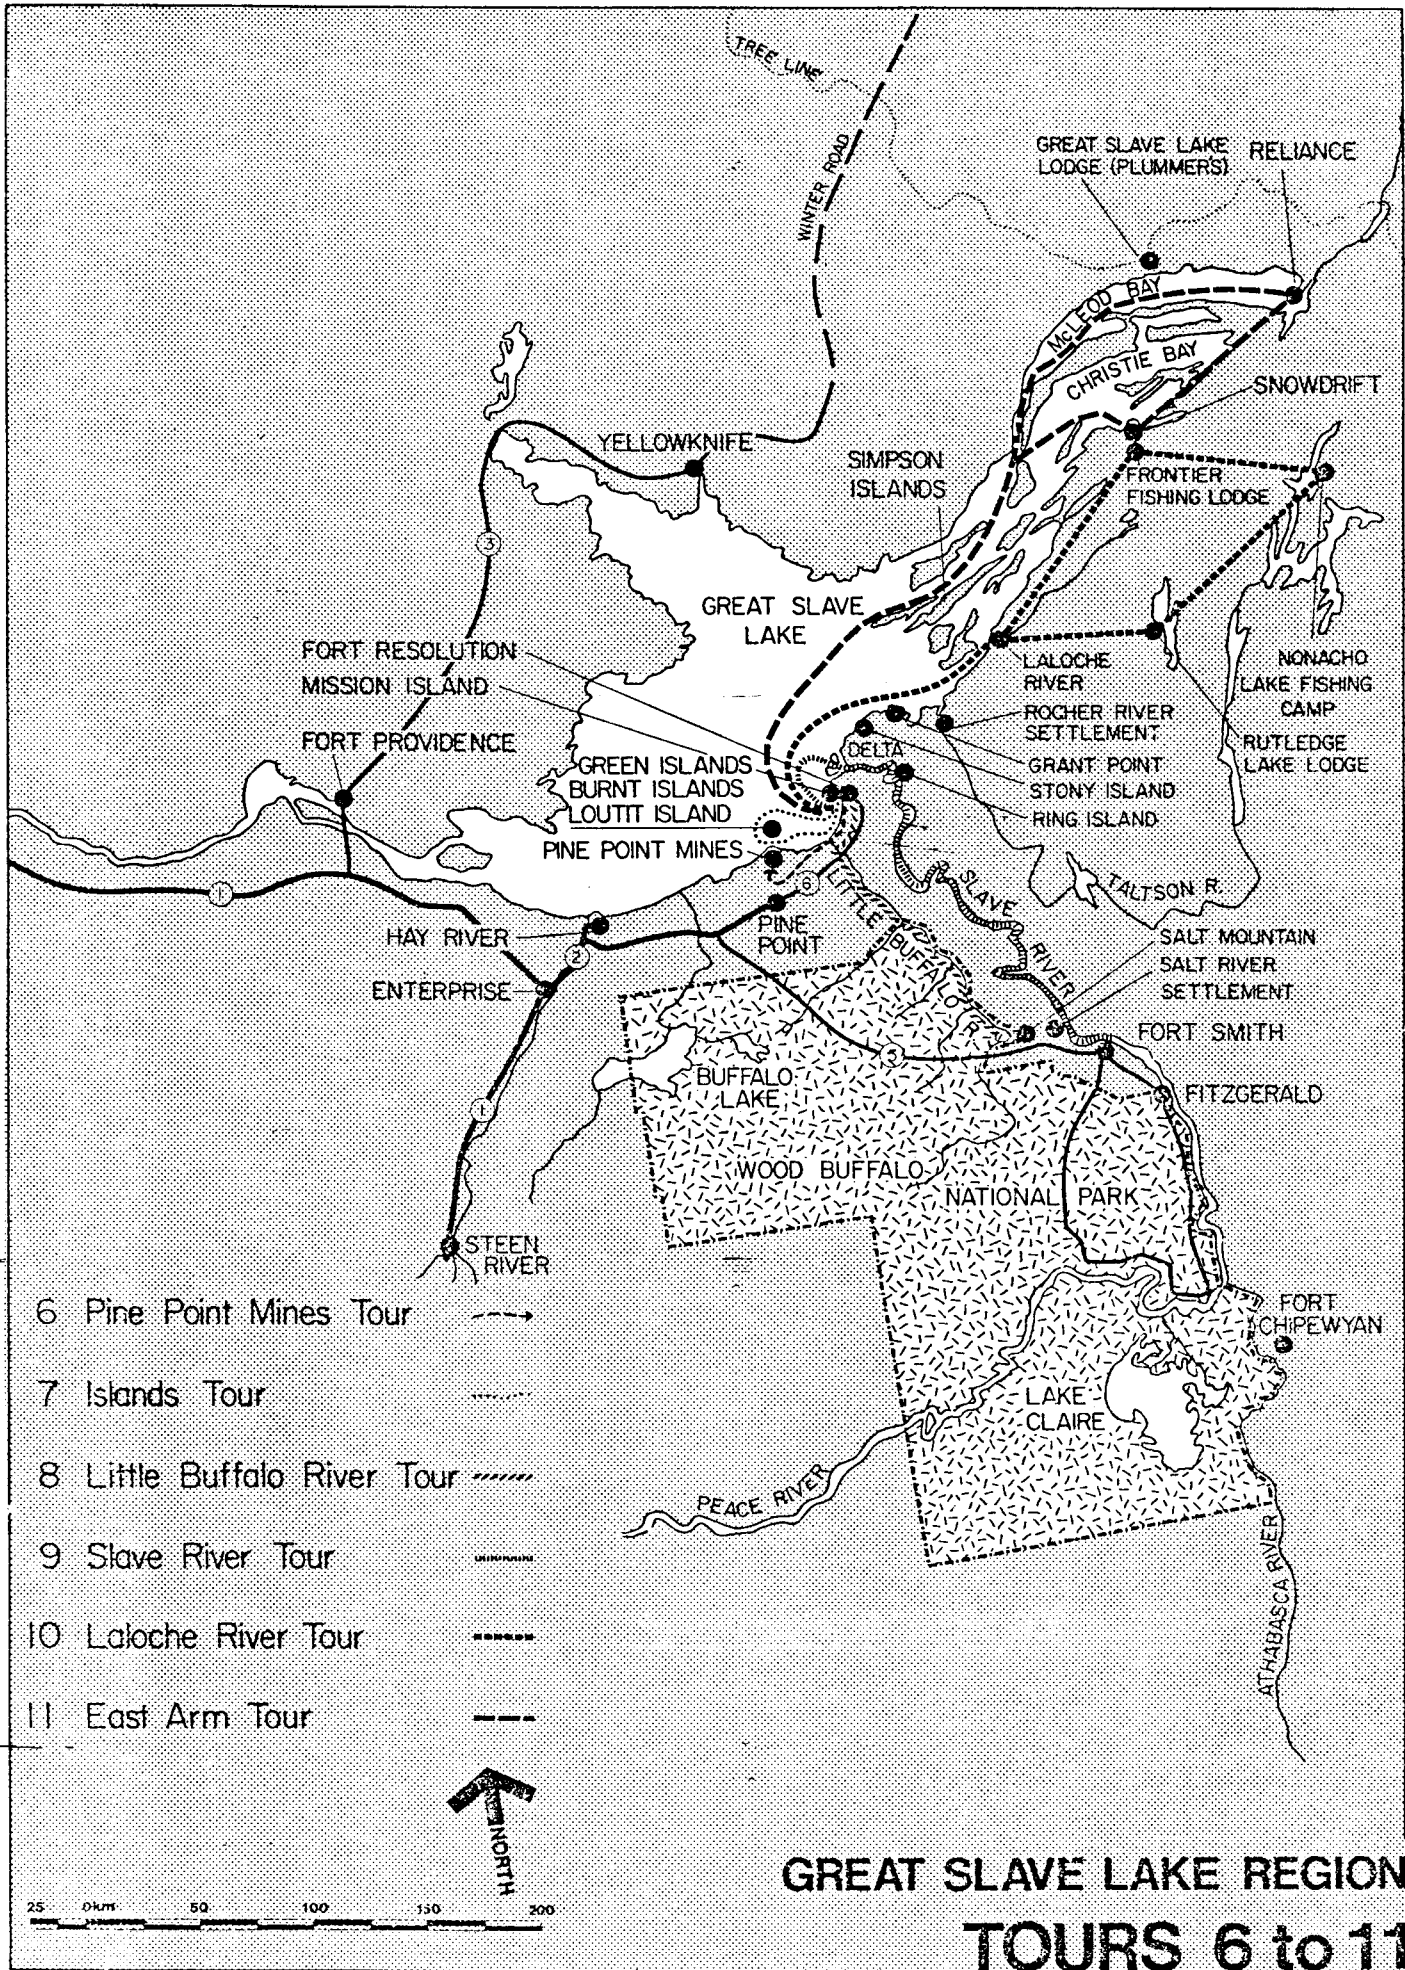 TREE LINE
WINTER ROAD
GREAT SLAVE LAKE
LODGE (PLUMMER'S)
RELIANCE
McLEOD BAY
CHRISTIE BAY
SNOWDRIFT
YELLOWKNIFE
SIMPSON
ISLANDS
FRONTIER
FISHING LODGE
3
GREAT SLAVE
LAKE
FORT RESOLUTION
MISSION ISLAND
FORT PROVIDENCE
LALOCHE
RIVER
NONACHO
LAKE FISHING
CAMP
ROCHER RIVER
SETTLEMENT
RUTLEDGE
LAKE LODGE
DELTA
GRANT POINT
STONY ISLAND
RING ISLAND
GREEN ISLANDS
BURNT ISLANDS
LOUTIT ISLAND
PINE POINT MINES
1
6
LITTLE BUFFALO R.
SLAVE RIVER
TALTSON R.
HAY RIVER
2
PINE
POINT
SALT MOUNTAIN
SALT RIVER
SETTLEMENT
ENTERPRISE
FORT SMITH
5
BUFFALO
LAKE
FITZGERALD
1
WOOD BUFFALO
NATIONAL PARK
STEEN
RIVER
FORT
CHIPEWYAN
LAKE
CLAIRE
PEACE RIVER
ATHABASCA RIVER
6 Pine Point Mines Tour
7 Islands Tour
8 Little Buffalo River Tour
9 Slave River Tour
10 Laloche River Tour
11 East Arm Tour
NORTH
25 0km 50 100 150 200
GREAT SLAVE LAKE REGION
TOURS 6 to 11